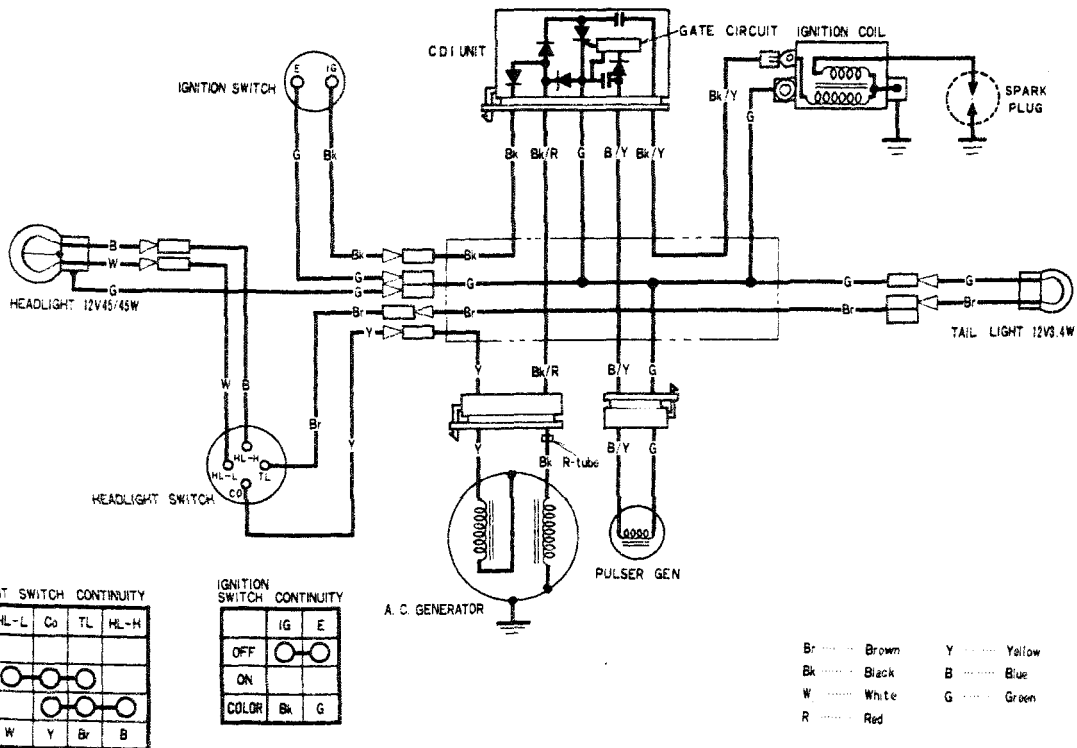 GATE CIRCUIT
IGNITION COIL
CDI UNIT
E
IG
IGNITION SWITCH
SPARK
PLUG
Bk/Y
G
G
Bk
Bk
Bk/R
G
B/Y
Bk/Y
B
W
Bk
Bk
G
G
G
G
G
G
HEADLIGHT 12V45/45W
Br
Br
Br
Br
Y
TAIL LIGHT 12V3.4W
Y
Bk/R
B/Y
G
W
B
Br
Y
Y
Bk
R-tube
B/Y
G
HL-H
HL-L
TL
CO
HEADLIGHT SWITCH
PULSER GEN
A.C. GENERATOR
T SWITCH CONTINUITY
HL-L Co TL HL-H
W Y Br B
IGNITION
SWITCH CONTINUITY
IG E
OFF
ON
COLOR Bk G
Br ...... Brown
Bk ...... Black
W ...... White
R ...... Red
Y ...... Yellow
B ...... Blue
G ...... Green